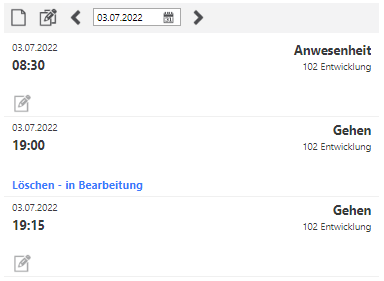 03.07.2022
03.07.2022 Anwesenheit
08:30 102 Entwicklung
03.07.2022 Gehen
19:00 102 Entwicklung
Löschen - in Bearbeitung
03.07.2022 Gehen
19:15 102 Entwicklung